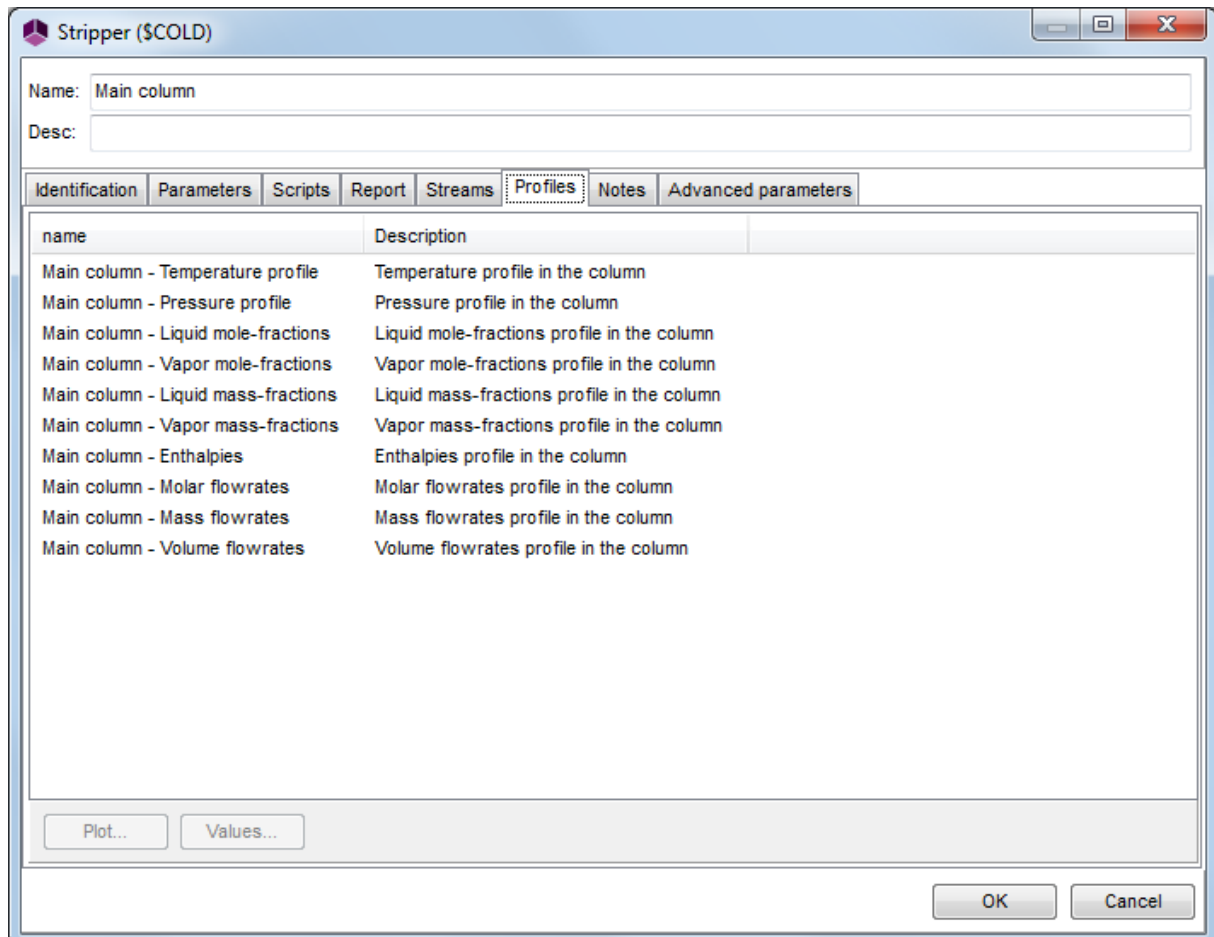 Stripper ($COLD)
Name: Main column
Desc:
Identification Parameters Scripts Report Streams Profiles Notes Advanced parameters
name Description
Main column - Temperature profile Temperature profile in the column
Main column - Pressure profile Pressure profile in the column
Main column - Liquid mole-fractions Liquid mole-fractions profile in the column
Main column - Vapor mole-fractions Vapor mole-fractions profile in the column
Main column - Liquid mass-fractions Liquid mass-fractions profile in the column
Main column - Vapor mass-fractions Vapor mass-fractions profile in the column
Main column - Enthalpies Enthalpies profile in the column
Main column - Molar flowrates Molar flowrates profile in the column
Main column - Mass flowrates Mass flowrates profile in the column
Main column - Volume flowrates Volume flowrates profile in the column
Plot... Values...
OK Cancel